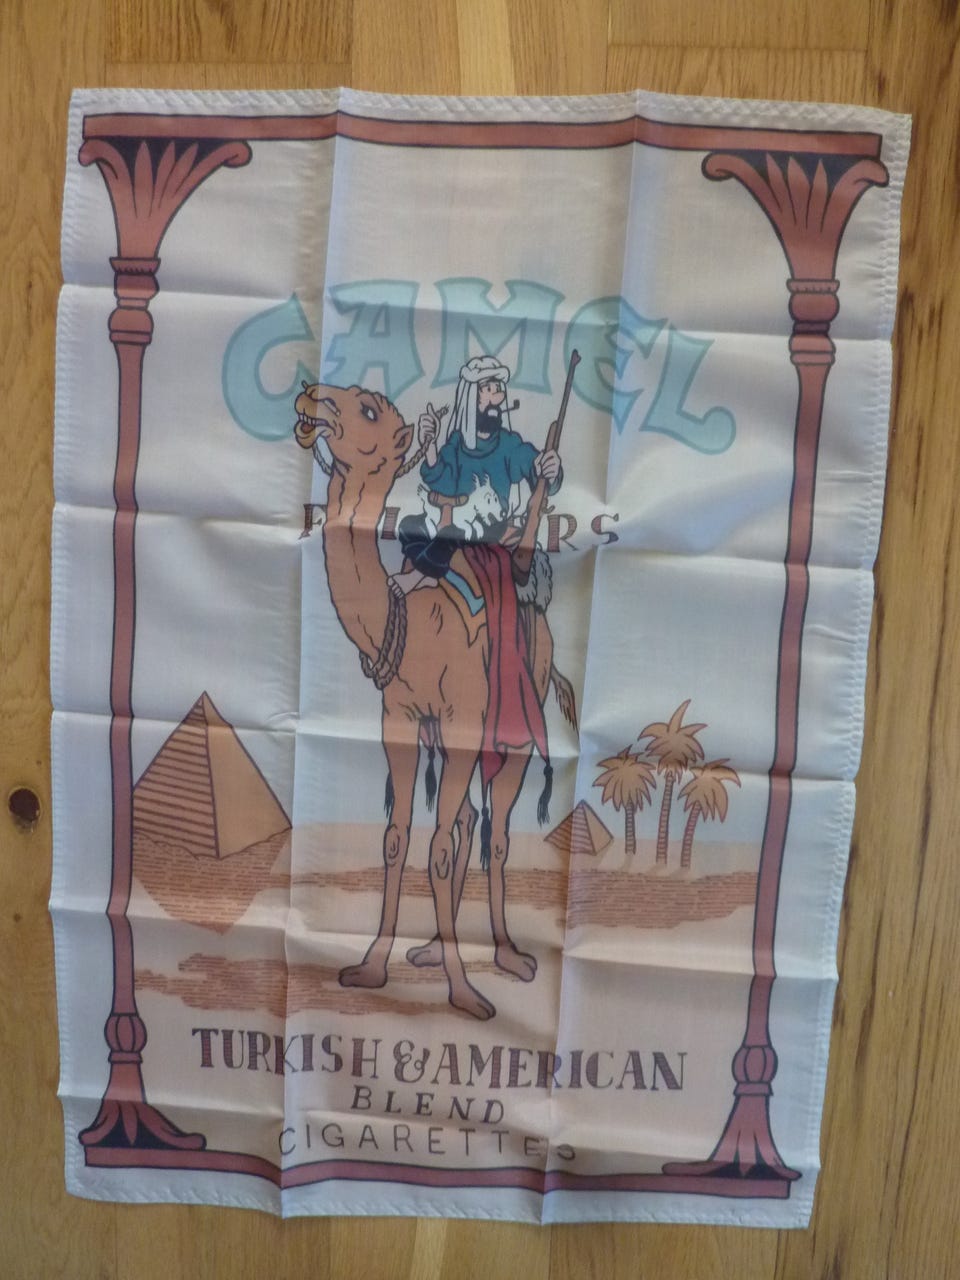 CAMEL
TURKISH & AMERICAN
BLEND
CIGARETTES